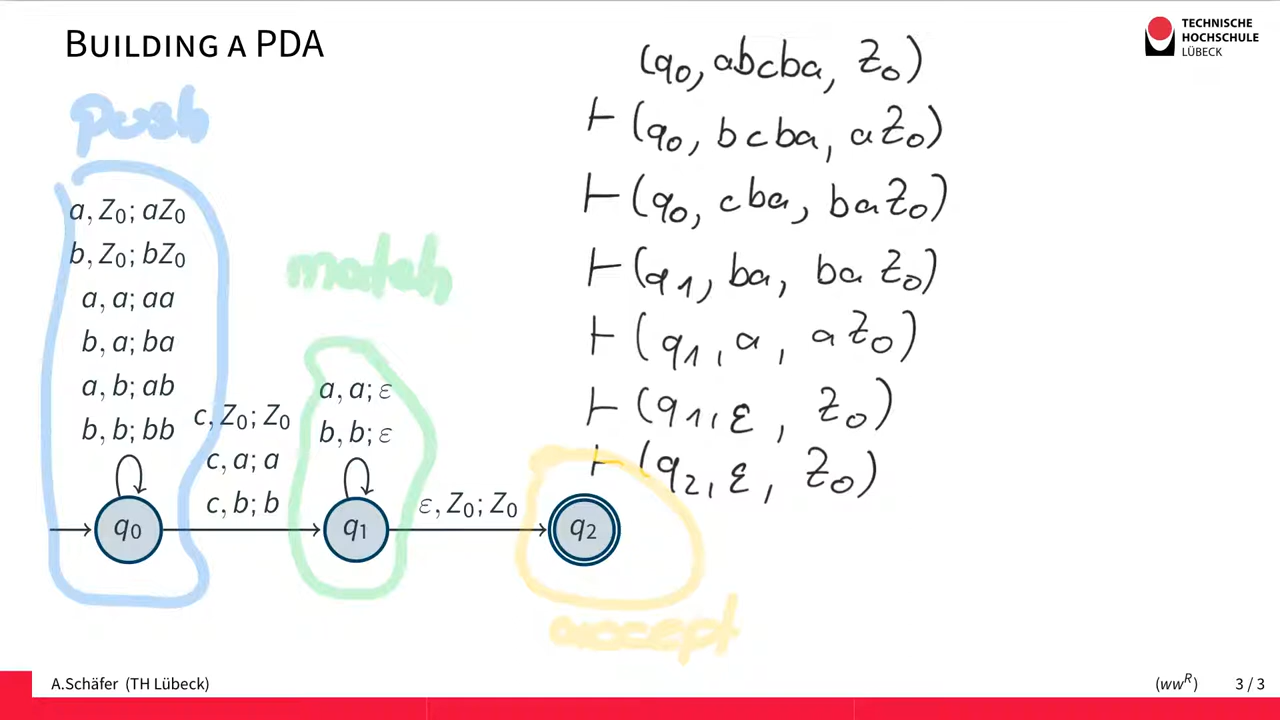 BUILDING A PDA
TECHNISCHE
HOCHSCHULE
LÜBECK
push
a, Z₀; aZ₀
b, Z₀; bZ₀
a, a; aa
b, a; ba
a, b; ab
b, b; bb
c, Z₀; Z₀
c, a; a
c, b; b
match
a, a; ε
b, b; ε
ε, Z₀; Z₀
q₀
q₁
q₂
accept
(q₀, abcba, Z₀)
⊢ (q₀, bcba, aZ₀)
⊢ (q₀, cba, baZ₀)
⊢ (q₁, ba, baZ₀)
⊢ (q₁, a, aZ₀)
⊢ (q₁, ε, Z₀)
⊢ (q₂, ε, Z₀)
A.Schäfer (TH Lübeck)
(wwᴿ)
3 / 3